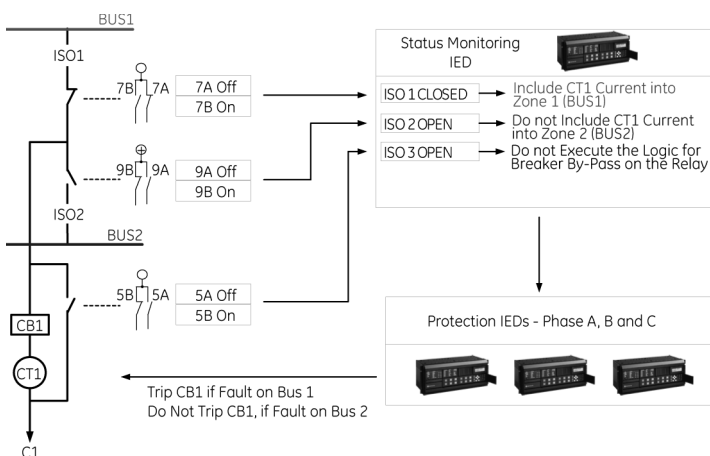 BUS1
ISO1
7B 7A
7A Off
7B On
9B 9A
9A Off
9B On
ISO2
BUS2
5B 5A
5A Off
5B On
CB1
CT1
C1
Status Monitoring
IED
ISO 1 CLOSED
Include CT1 Current into
Zone 1 (BUS1)
ISO 2 OPEN
Do not Include CT1 Current
into Zone 2 (BUS2)
ISO 3 OPEN
Do not Execute the Logic for
Breaker By-Pass on the Relay
Protection IEDs - Phase A, B and C
Trip CB1 if Fault on Bus 1
Do Not Trip CB1, if Fault on Bus 2